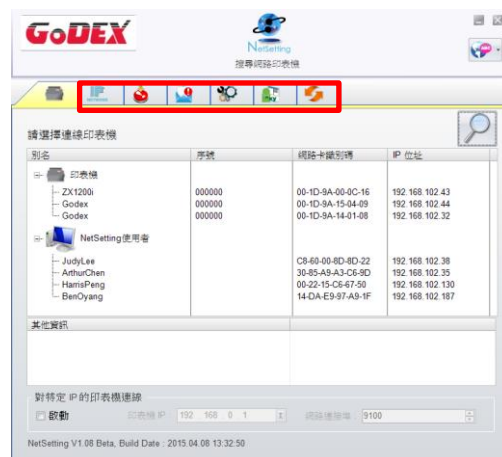 GoDEX
NetSetting
搜尋網路印表機
請選擇連線印表機
別名 序號 網路卡識別碼 IP 位址
印表機
ZX1200i 000000 00-1D-9A-00-0C-16 192.168.102.43
Godex 000000 00-1D-9A-15-04-09 192.168.102.44
Godex 000000 00-1D-9A-14-01-08 192.168.102.32
NetSetting使用者
JudyLee C8-60-00-8D-8D-22 192.168.102.38
ArthurChen 30-85-A9-A3-C6-9D 192.168.102.35
HarrisPeng 00-22-15-C6-67-50 192.168.102.130
BenOyang 14-DA-E9-97-A9-1F 192.168.102.187
其他資訊
對特定 IP 的印表機連線
啟動 印表機 IP 192 . 168 . 0 . 1 網路連接埠 9100
NetSetting V1.08 Beta, Build Date : 2015.04.08 13:32:50